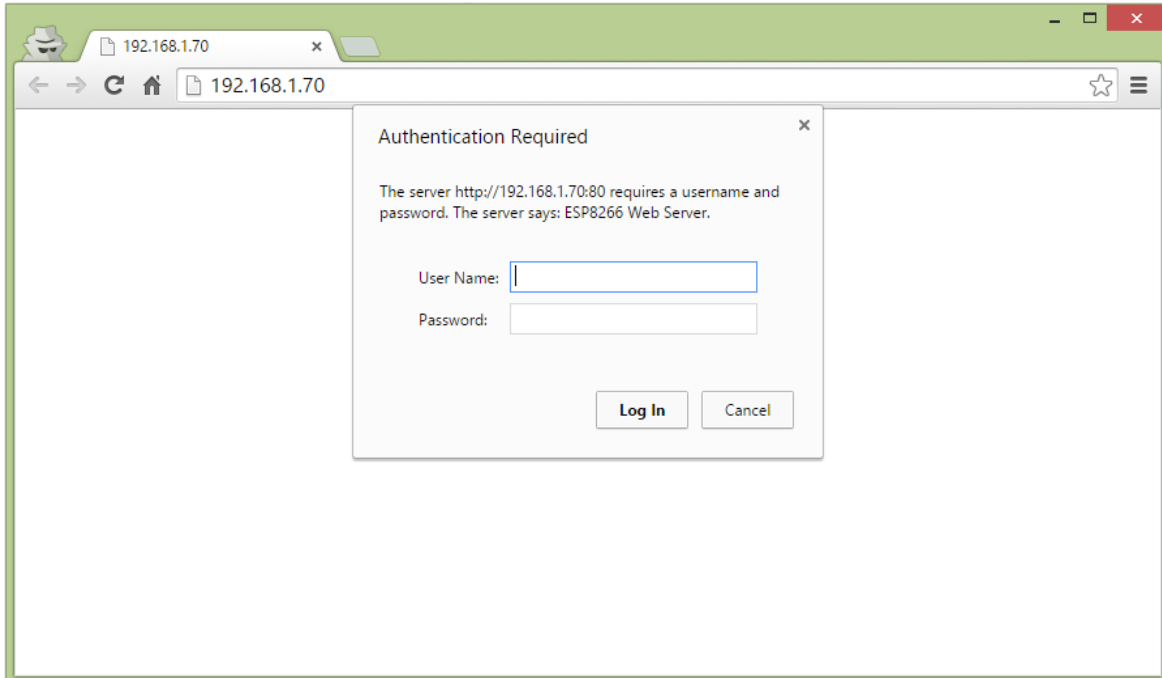 192.168.1.70
192.168.1.70
Authentication Required
The server http://192.168.1.70:80 requires a username and
password. The server says: ESP8266 Web Server.
User Name:
Password:
Log In Cancel